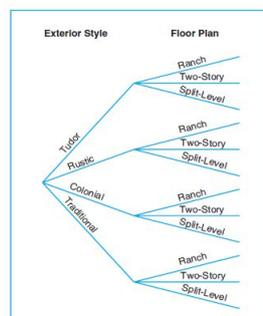 Exterior Style Floor Plan
Ranch
Two-Story
Split-Level
Tudor
Ranch
Two-Story
Split-Level
Rustic
Colonial
Ranch
Two-Story
Split-Level
Traditional
Ranch
Two-Story
Split-Level